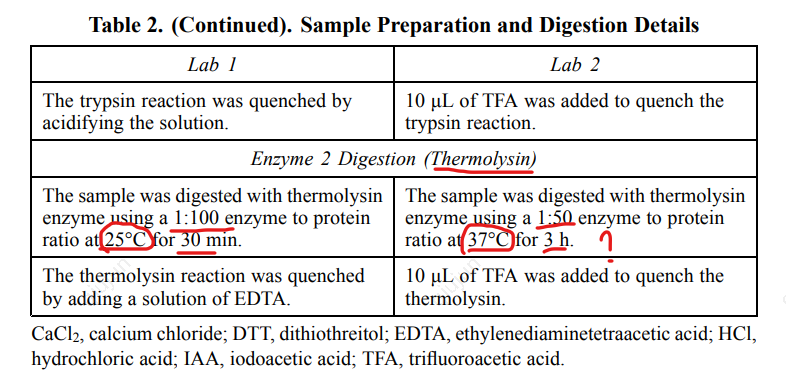 Table 2. (Continued). Sample Preparation and Digestion Details
Lab 1
Lab 2
The trypsin reaction was quenched by
acidifying the solution.
10 μL of TFA was added to quench the
trypsin reaction.
Enzyme 2 Digestion (Thermolysin)
The sample was digested with thermolysin
enzyme using a 1:100 enzyme to protein
ratio at 25°C for 30 min.
The sample was digested with thermolysin
enzyme using a 1:50 enzyme to protein
ratio at 37°C for 3 h. ?
The thermolysin reaction was quenched
by adding a solution of EDTA.
10 μL of TFA was added to quench the
thermolysin.
CaCl₂, calcium chloride; DTT, dithiothreitol; EDTA, ethylenediaminetetraacetic acid; HCl,
hydrochloric acid; IAA, iodoacetic acid; TFA, trifluoroacetic acid.